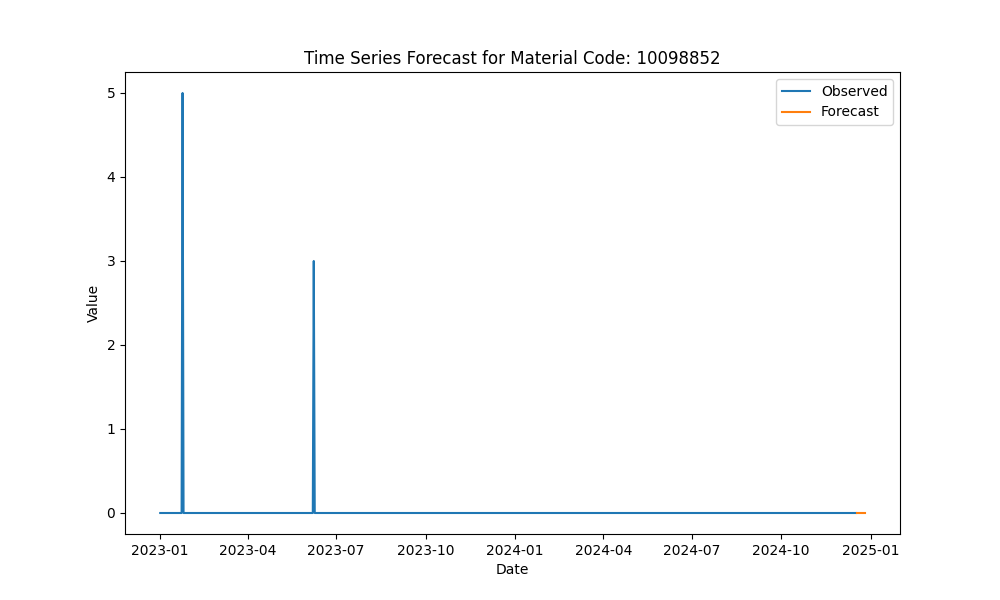 Time Series Forecast for Material Code: 10098852
Observed
Forecast
5
4
3
2
1
0
Value
2023-01 2023-04 2023-07 2023-10 2024-01 2024-04 2024-07 2024-10 2025-01
Date